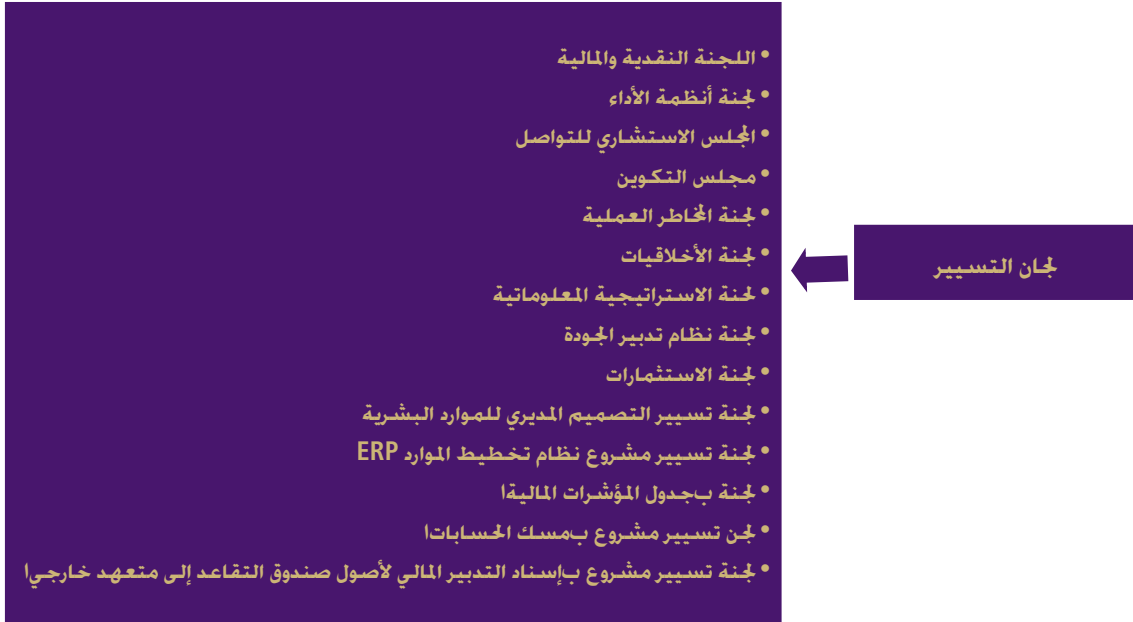 لجان التسيير
• اللجنة النقدية والمالية
• لجنة أنظمة الأداء
• المجلس الاستشاري للتواصل
• مجلس التكوين
• لجنة المخاطر العملية
• لجنة الأخلاقيات
• لحنة الاستراتيجية المعلوماتية
• لجنة نظام تدبير الجودة
• لجنة الاستثمارات
• لجنة تسيير التصميم المديري للموارد البشرية
• لجنة تسيير مشروع نظام تخطيط الموارد ERP
• لجنة بجدول المؤشرات الماليةا
• لجن تسيير مشروع بمسك الحساباتا
• لجنة تسيير مشروع بإسناد التدبير المالي لأصول صندوق التقاعد إلى متعهد خارجيا